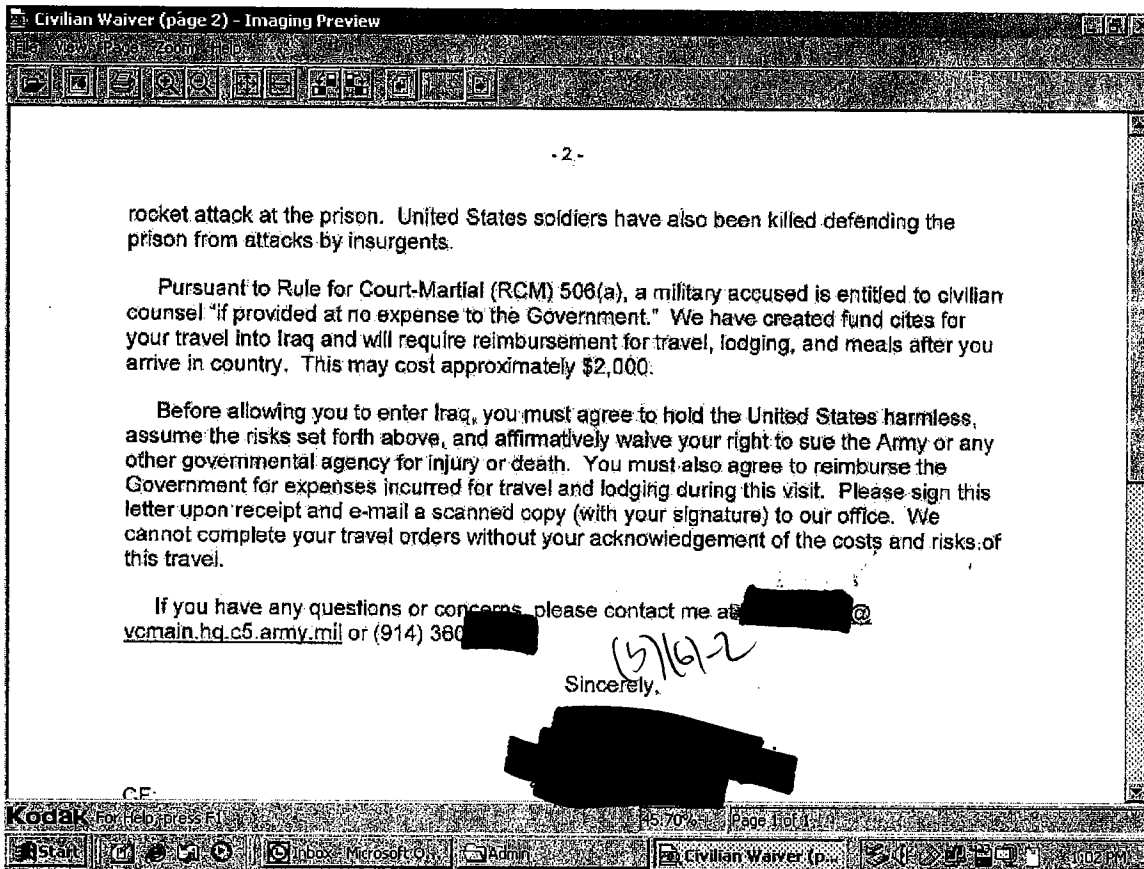 Civilian Waiver (page 2) - Imaging Preview
File View Page Zoom Help
- 2 -
rocket attack at the prison. United States soldiers have also been killed defending the
prison from attacks by insurgents.
Pursuant to Rule for Court-Martial (RCM) 506(a), a military accused is entitled to civilian
counsel "if provided at no expense to the Government." We have created fund cites for
your travel into Iraq and will require reimbursement for travel, lodging, and meals after you
arrive in country. This may cost approximately $2,000.
Before allowing you to enter Iraq, you must agree to hold the United States harmless,
assume the risks set forth above, and affirmatively waive your right to sue the Army or any
other governmental agency for injury or death. You must also agree to reimburse the
Government for expenses incurred for travel and lodging during this visit. Please sign this
letter upon receipt and e-mail a scanned copy (with your signature) to our office. We
cannot complete your travel orders without your acknowledgement of the costs and risks of
this travel.
If you have any questions or concerns, please contact me at @
vcmain.hq.c5.army.mil or (914) 360
(b)(6)-2
Sincerely,
CF:
Kodak For Help, press F1 45.70% Page 1 of 1
Start Inbox - Microsoft O... Admin Civilian Waiver (p... 1:02 PM